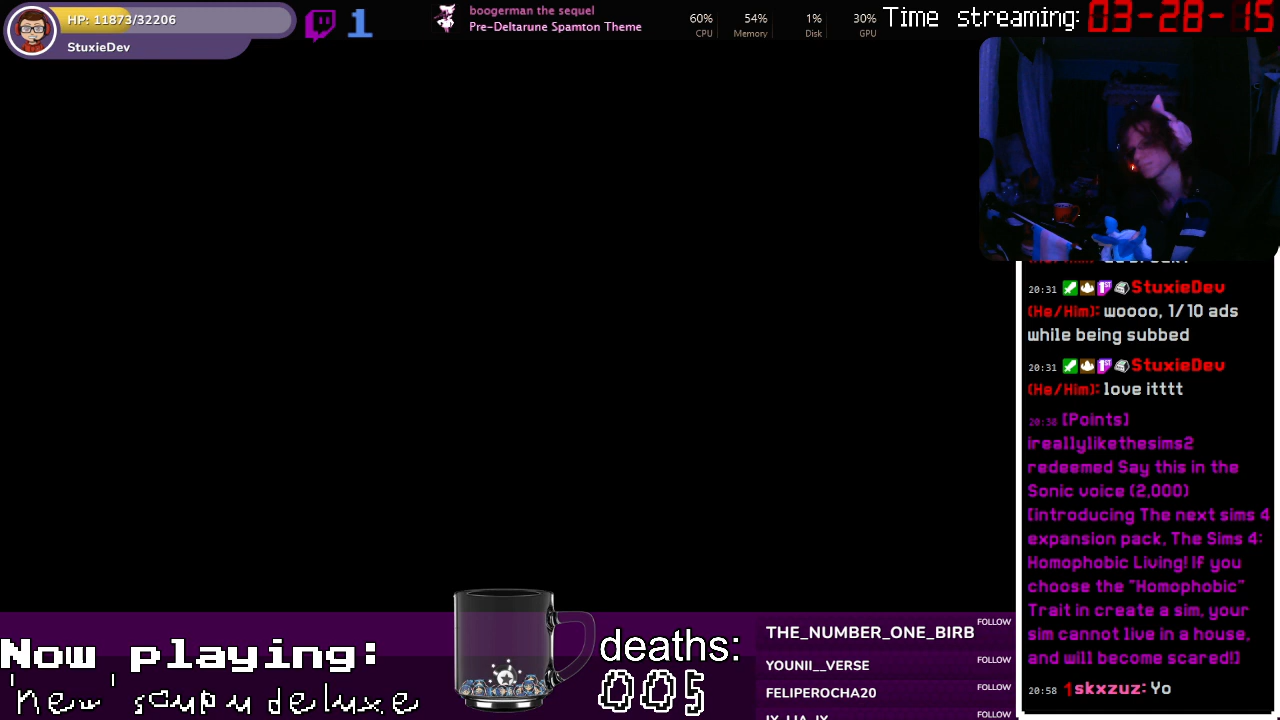 HP: 11873/32206
StuxieDev
1
boogerman the sequel
Pre-Deltarune Spamton Theme
60%
CPU
54%
Memory
1%
Disk
30%
GPU
Time streaming:
03-28-15
20:31 StuxieDev
(He/Him): woooo, 1/10 ads
while being subbed
20:31 StuxieDev
(He/Him): love itttt
20:36 [Points]
ireallylikethesims2
redeemed Say this in the
Sonic voice (2,000)
[introducing The next sims 4
expansion pack, The Sims 4:
Homophobic Living! If you
choose the "Homophobic"
Trait in create a sim, your
sim cannot live in a house,
and will become scared!]
20:58 1skxzuz: Yo
Now playing:
'new' soup u deluxe
deaths:
005
THE_NUMBER_ONE_BIRB FOLLOW
YOUNII__VERSE FOLLOW
FELIPEROCHA20 FOLLOW
FOLLOW